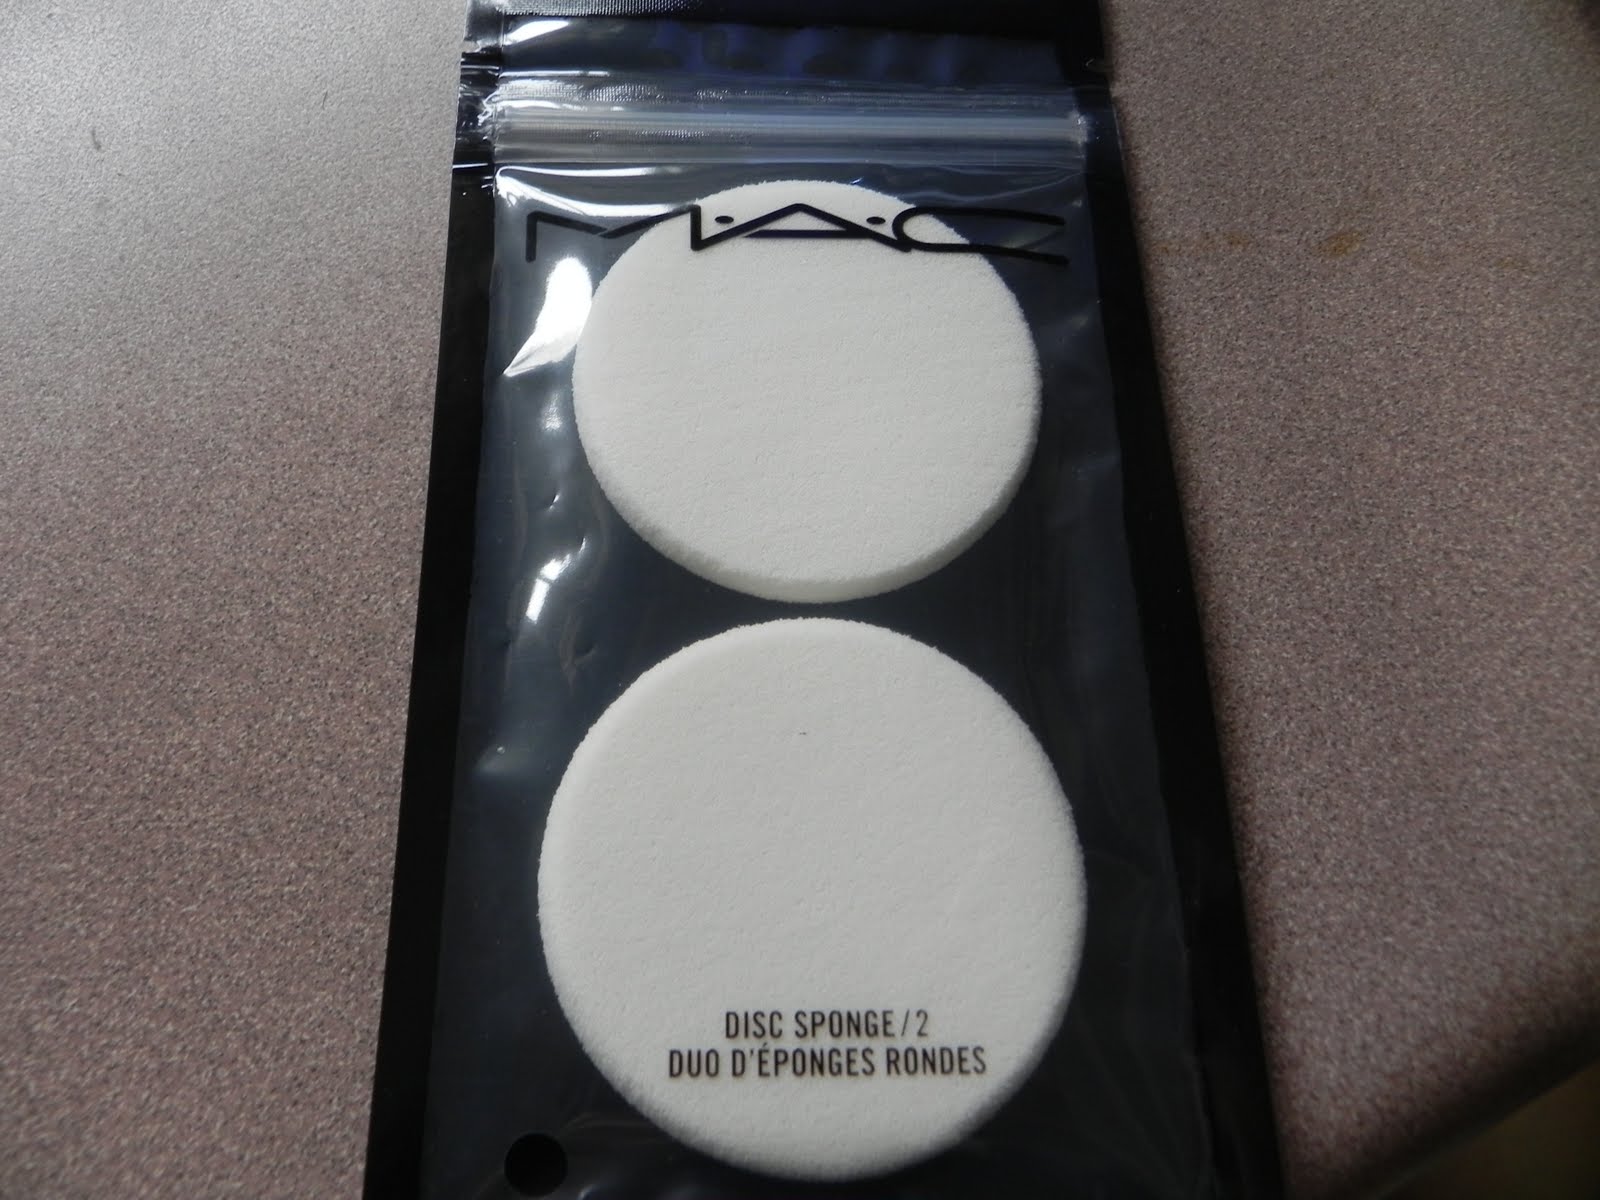 M·A·C
DISC SPONGE/2
DUO D'ÉPONGES RONDES